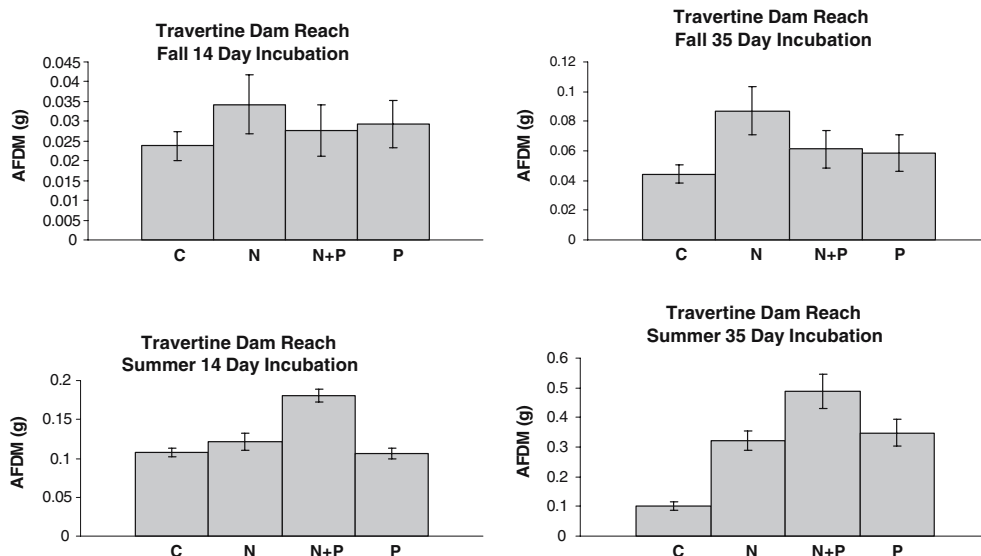 Travertine Dam Reach
Fall 14 Day Incubation
AFDM (g)
0.045
0.04
0.035
0.03
0.025
0.02
0.015
0.01
0.005
0
C N N+P P
Travertine Dam Reach
Fall 35 Day Incubation
AFDM (g)
0.12
0.1
0.08
0.06
0.04
0.02
0
C N N+P P
Travertine Dam Reach
Summer 14 Day Incubation
AFDM (g)
0.2
0.15
0.1
0.05
0
C N N+P P
Travertine Dam Reach
Summer 35 Day Incubation
AFDM (g)
0.6
0.5
0.4
0.3
0.2
0.1
0
C N N+P P